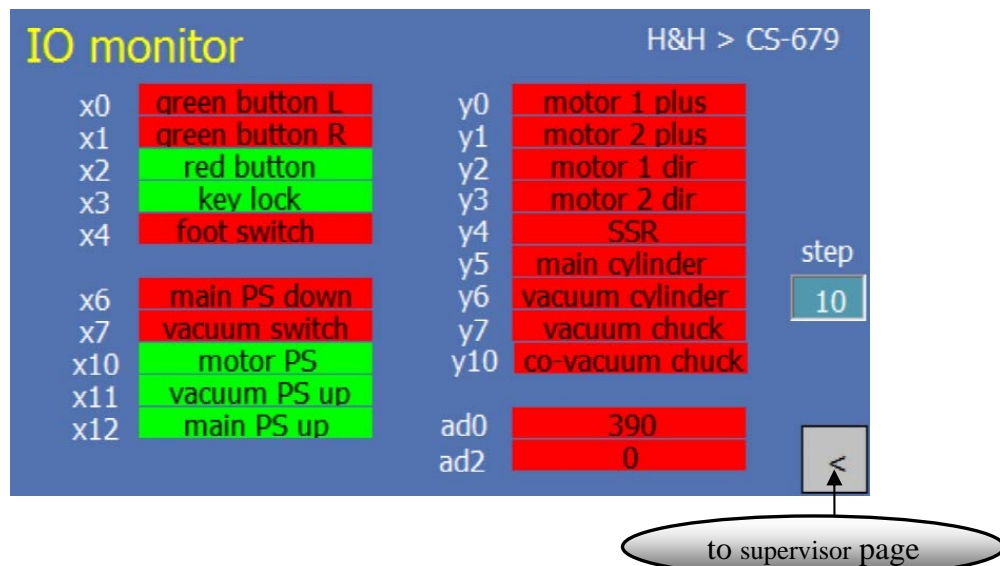 IO monitor
H&H > CS-679
x0 green button L
x1 green button R
x2 red button
x3 key lock
x4 foot switch
x6 main PS down
x7 vacuum switch
x10 motor PS
x11 vacuum PS up
x12 main PS up
y0 motor 1 plus
y1 motor 2 plus
y2 motor 1 dir
y3 motor 2 dir
y4 SSR
y5 main cylinder
y6 vacuum cylinder
y7 vacuum chuck
y10 co-vacuum chuck
ad0 390
ad2 0
step
10
<
to supervisor page